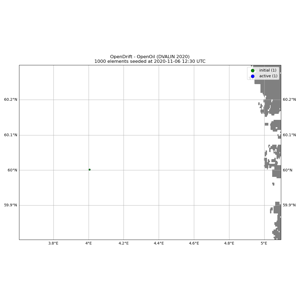 OpenDrift - OpenOil (OVALIN 2020)
1000 elements seeded at 2020-11-06 12:30 UTC
initial (1)
active (1)
60.2°N 60.2°N
60.1°N 60.1°N
60°N 60°N
59.9°N 59.9°N
3.8°E 4°E 4.2°E 4.4°E 4.6°E 4.8°E 5°E